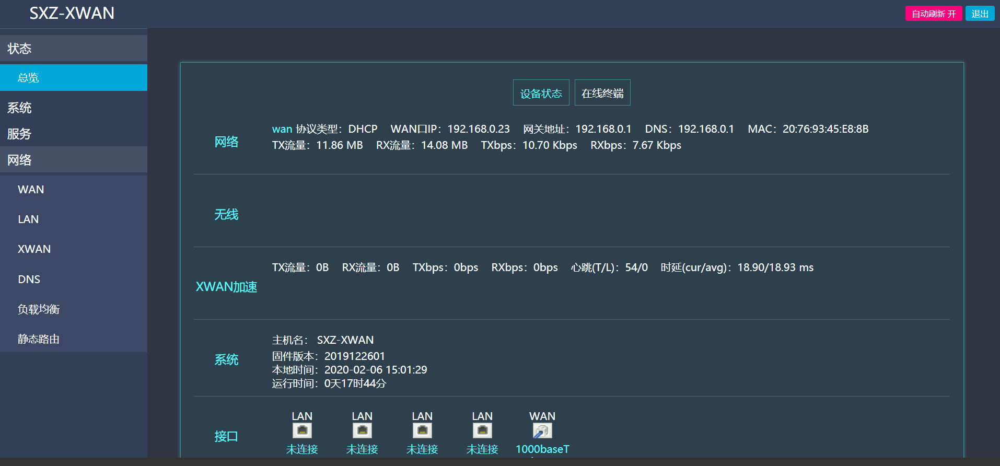 SXZ-XWAN
自动刷新 开
退出
状态
总览
系统
服务
网络
WAN
LAN
XWAN
DNS
负载均衡
静态路由
设备状态
在线终端
网络
wan 协议类型：DHCP WAN口IP：192.168.0.23 网关地址：192.168.0.1 DNS：192.168.0.1 MAC：20:76:93:45:E8:8B
TX流量：11.86 MB RX流量：14.08 MB TXbps：10.70 Kbps RXbps：7.67 Kbps
无线
XWAN加速
TX流量：0B RX流量：0B TXbps：0bps RXbps：0bps 心跳(T/L)：54/0 时延(cur/avg)：18.90/18.93 ms
系统
主机名： SXZ-XWAN
固件版本：2019122601
本地时间：2020-02-06 15:01:29
运行时间：0天17时44分
接口
LAN LAN LAN LAN WAN
未连接 未连接 未连接 未连接 1000baseT